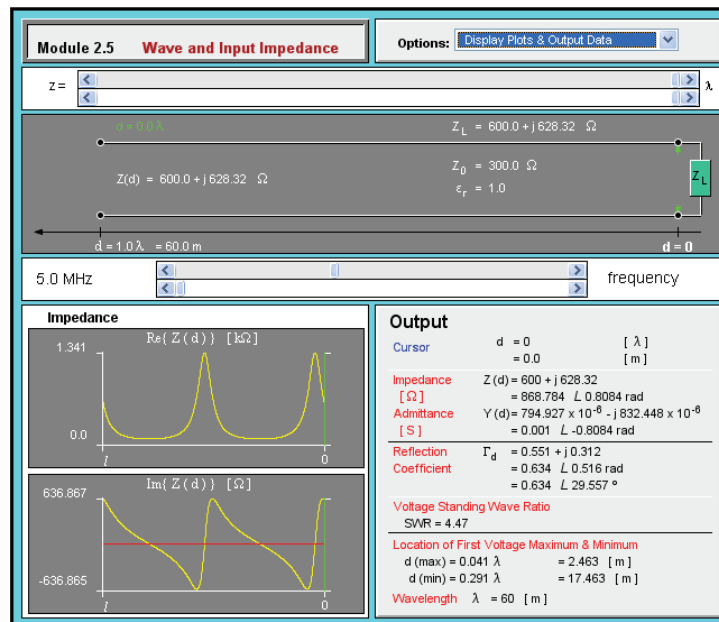 Module 2.5 Wave and Input Impedance
Options: Display Plots & Output Data
z = λ
d = 0.0 λ
Z_L = 600.0 + j 628.32 Ω
Z(d) = 600.0 + j 628.32 Ω
Z_0 = 300.0 Ω
ε_r = 1.0
Z_L
d = 1.0 λ = 60.0 m
d = 0
5.0 MHz
frequency
Impedance
Re{ Z(d) } [kΩ]
1.341
0.0
l
0
Im{ Z(d) } [Ω]
636.867
-636.865
l
0
Output
Cursor d = 0 [ λ ]
= 0.0 [ m ]
Impedance Z(d) = 600 + j 628.32
[ Ω ] = 868.784 ∠ 0.8084 rad
Admittance Y(d) = 794.927 x 10⁻⁶ - j 832.448 x 10⁻⁶
[ S ] = 0.001 ∠ -0.8084 rad
Reflection Γ_d = 0.551 + j 0.312
Coefficient = 0.634 ∠ 0.516 rad
= 0.634 ∠ 29.557 º
Voltage Standing Wave Ratio
SWR = 4.47
Location of First Voltage Maximum & Minimum
d (max) = 0.041 λ = 2.463 [ m ]
d (min) = 0.291 λ = 17.463 [ m ]
Wavelength λ = 60 [ m ]